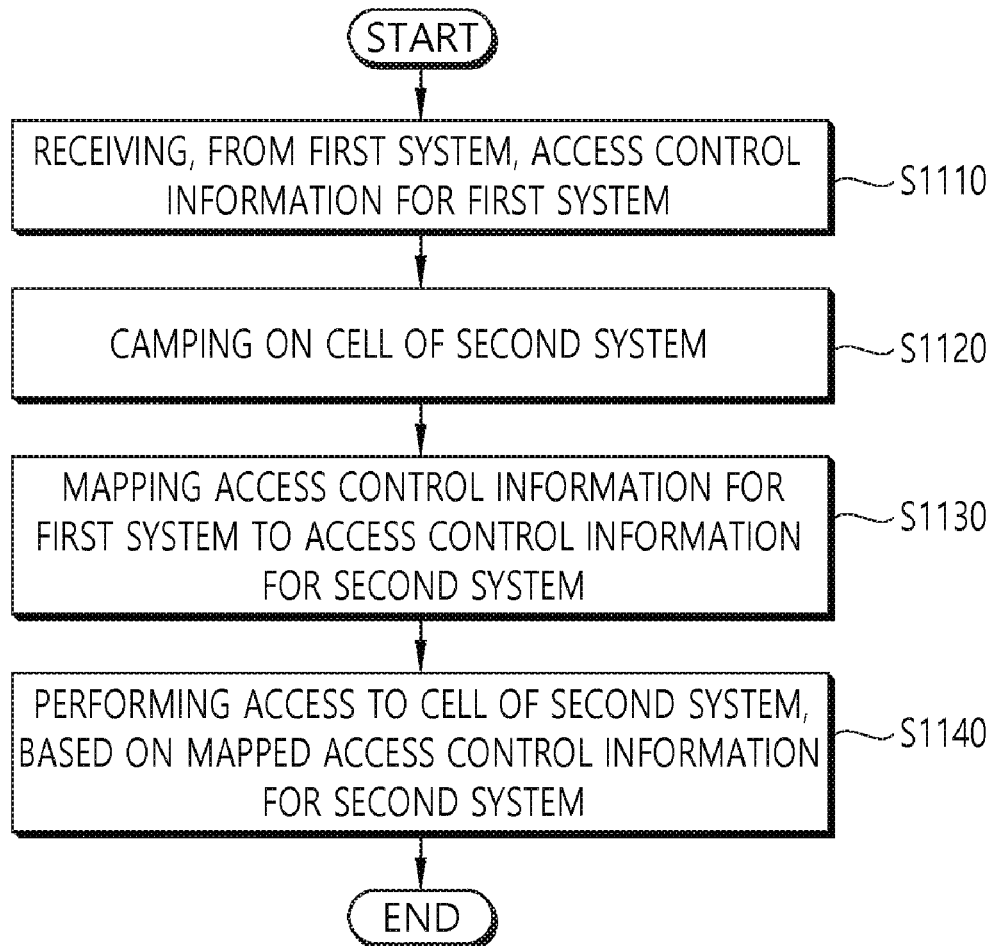 START
RECEIVING, FROM FIRST SYSTEM, ACCESS CONTROL
INFORMATION FOR FIRST SYSTEM
S1110
CAMPING ON CELL OF SECOND SYSTEM
S1120
MAPPING ACCESS CONTROL INFORMATION FOR
FIRST SYSTEM TO ACCESS CONTROL INFORMATION
FOR SECOND SYSTEM
S1130
PERFORMING ACCESS TO CELL OF SECOND SYSTEM,
BASED ON MAPPED ACCESS CONTROL INFORMATION
FOR SECOND SYSTEM
S1140
END